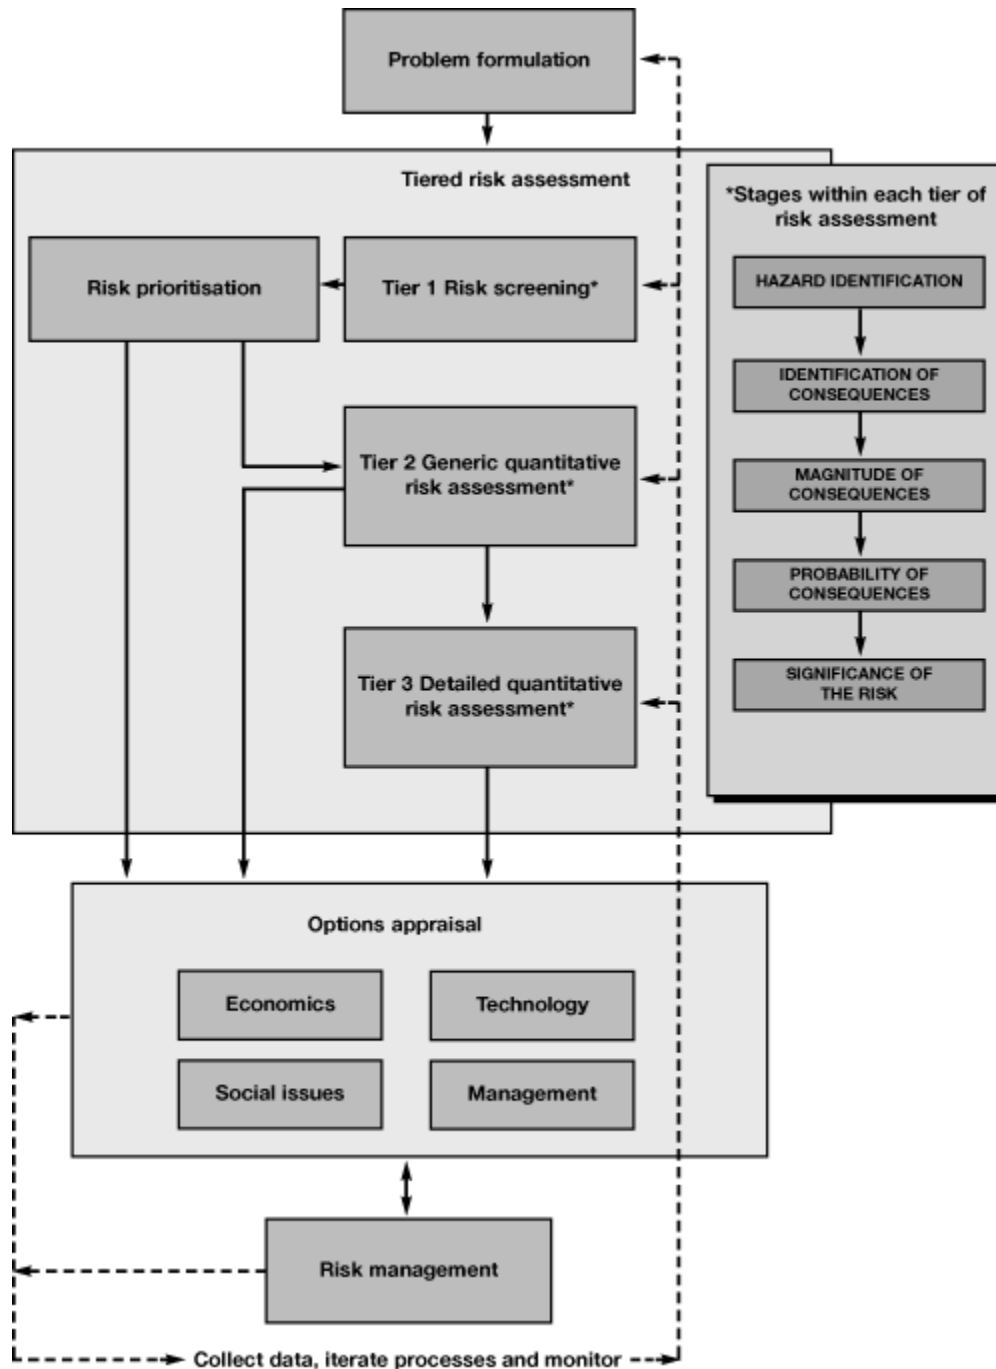 Problem formulation
Tiered risk assessment
Risk prioritisation
Tier 1 Risk screening*
Tier 2 Generic quantitative
risk assessment*
Tier 3 Detailed quantitative
risk assessment*
*Stages within each tier of
risk assessment
HAZARD IDENTIFICATION
IDENTIFICATION OF
CONSEQUENCES
MAGNITUDE OF
CONSEQUENCES
PROBABILITY OF
CONSEQUENCES
SIGNIFICANCE OF
THE RISK
Options appraisal
Economics
Technology
Social issues
Management
Risk management
Collect data, iterate processes and monitor